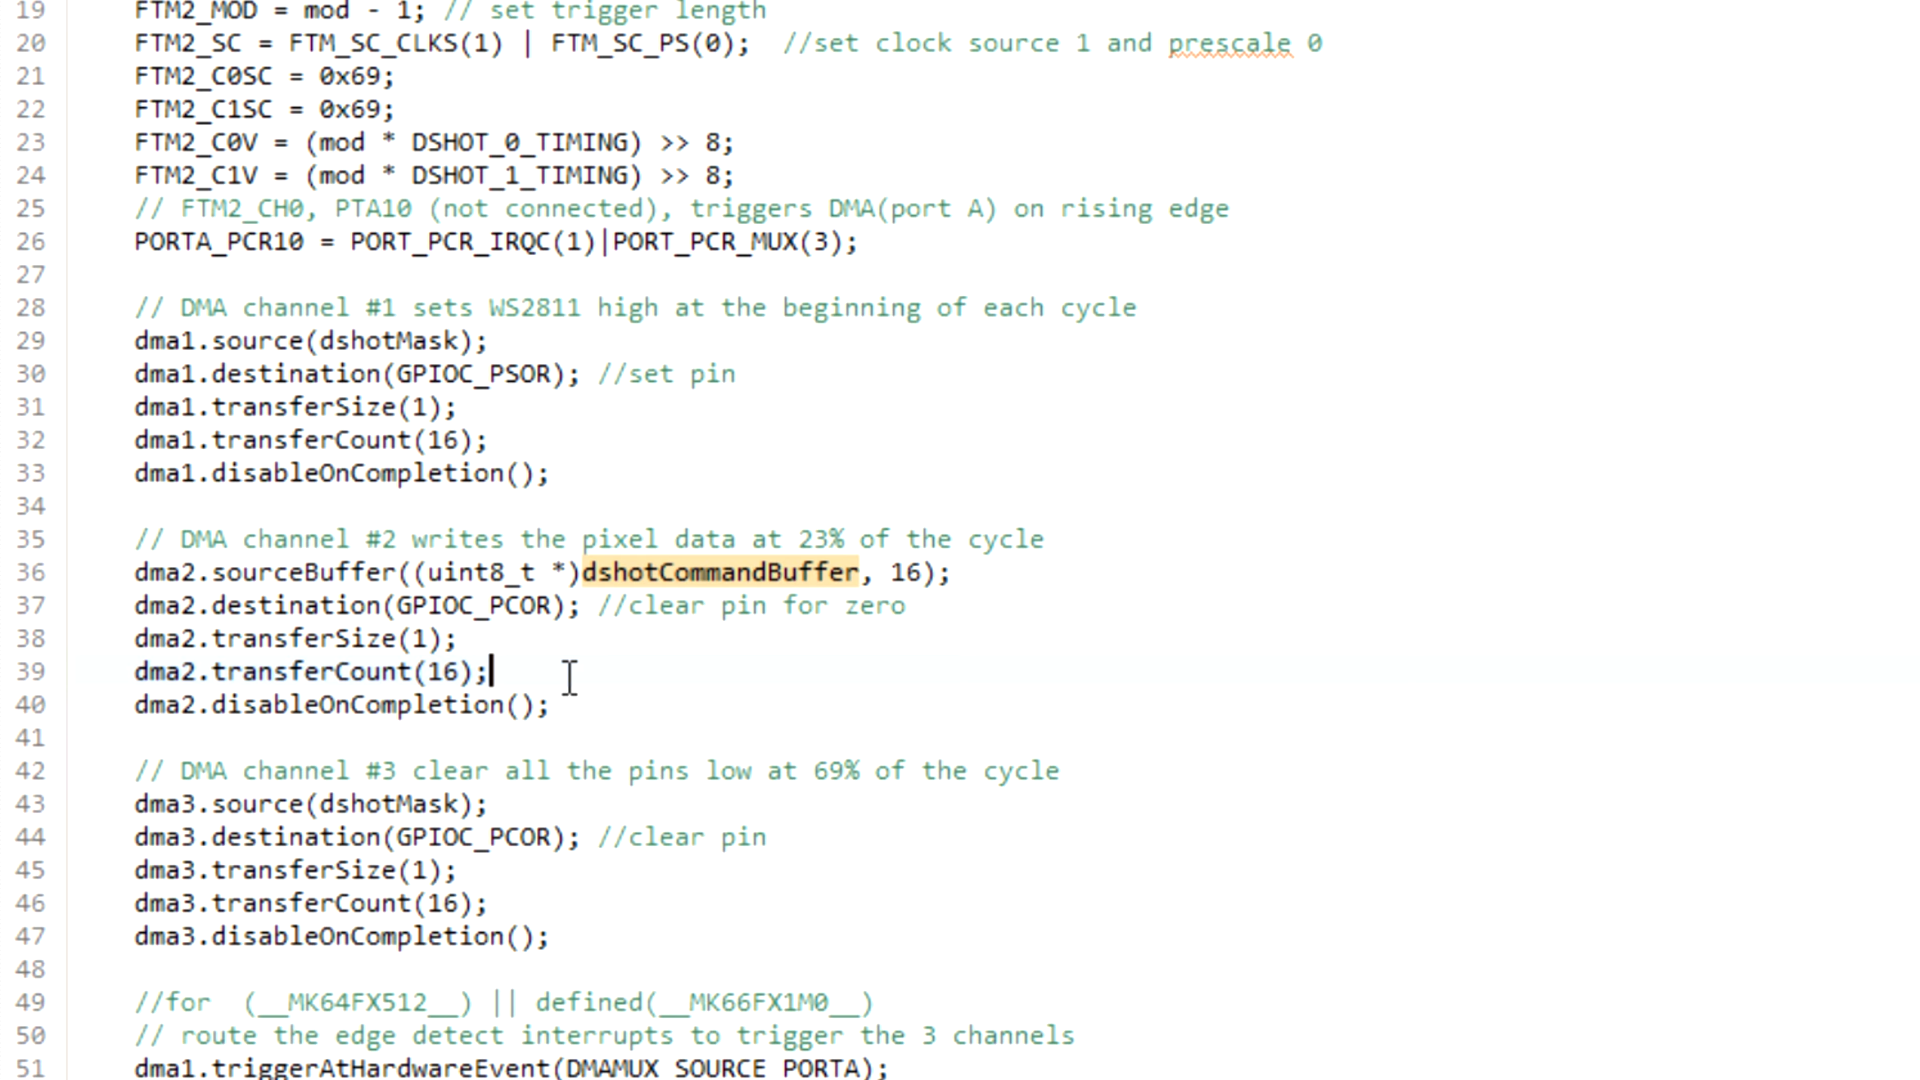 19 FTM2_MOD = mod - 1; // set trigger length
20 FTM2_SC = FTM_SC_CLKS(1) | FTM_SC_PS(0);  //set clock source 1 and prescale 0
21 FTM2_C0SC = 0x69;
22 FTM2_C1SC = 0x69;
23 FTM2_C0V = (mod * DSHOT_0_TIMING) >> 8;
24 FTM2_C1V = (mod * DSHOT_1_TIMING) >> 8;
25 // FTM2_CH0, PTA10 (not connected), triggers DMA(port A) on rising edge
26 PORTA_PCR10 = PORT_PCR_IRQC(1)|PORT_PCR_MUX(3);
27
28 // DMA channel #1 sets WS2811 high at the beginning of each cycle
29 dma1.source(dshotMask);
30 dma1.destination(GPIOC_PSOR); //set pin
31 dma1.transferSize(1);
32 dma1.transferCount(16);
33 dma1.disableOnCompletion();
34
35 // DMA channel #2 writes the pixel data at 23% of the cycle
36 dma2.sourceBuffer((uint8_t *)dshotCommandBuffer, 16);
37 dma2.destination(GPIOC_PCOR); //clear pin for zero
38 dma2.transferSize(1);
39 dma2.transferCount(16);
40 dma2.disableOnCompletion();
41
42 // DMA channel #3 clear all the pins low at 69% of the cycle
43 dma3.source(dshotMask);
44 dma3.destination(GPIOC_PCOR); //clear pin
45 dma3.transferSize(1);
46 dma3.transferCount(16);
47 dma3.disableOnCompletion();
48
49 //for  (__MK64FX512__) || defined(__MK66FX1M0__)
50 // route the edge detect interrupts to trigger the 3 channels
51 dma1.triggerAtHardwareEvent(DMAMUX_SOURCE_PORTA);